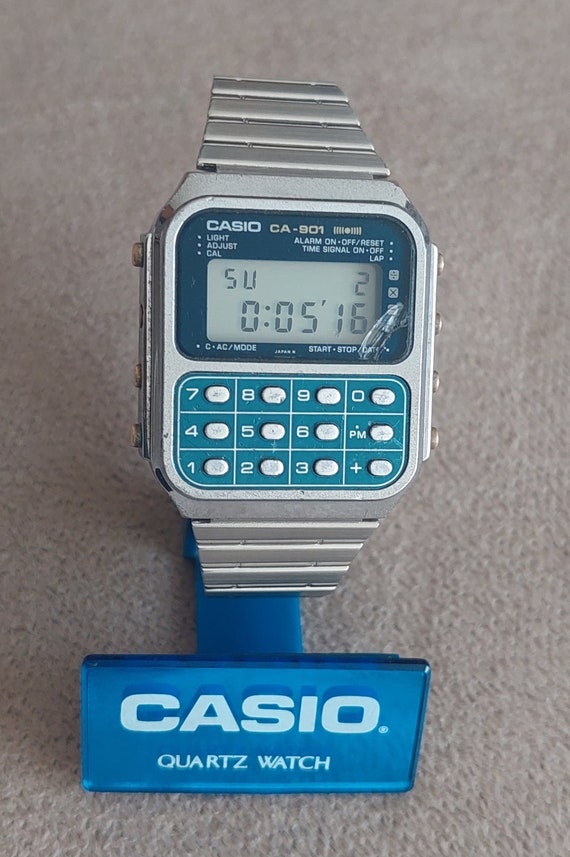 CASIO CA-901
LIGHT ALARM ON•OFF/RESET
ADJUST TIME SIGNAL ON•OFF
CAL LAP
SU 2
0:05'16
C•AC/MODE JAPAN START•STOP/DATE
7 8 9 0
4 5 6 PM
1 2 3 +
CASIO®
QUARTZ WATCH